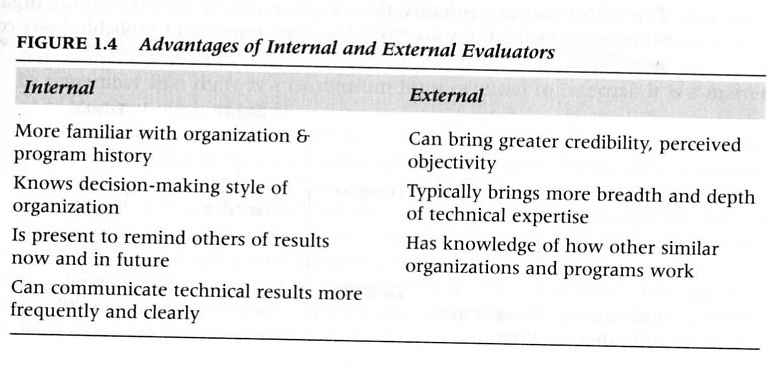 FIGURE 1.4 Advantages of Internal and External Evaluators
Internal
More familiar with organization &
program history
Knows decision-making style of
organization
Is present to remind others of results
now and in future
Can communicate technical results more
frequently and clearly
External
Can bring greater credibility, perceived
objectivity
Typically brings more breadth and depth
of technical expertise
Has knowledge of how other similar
organizations and programs work